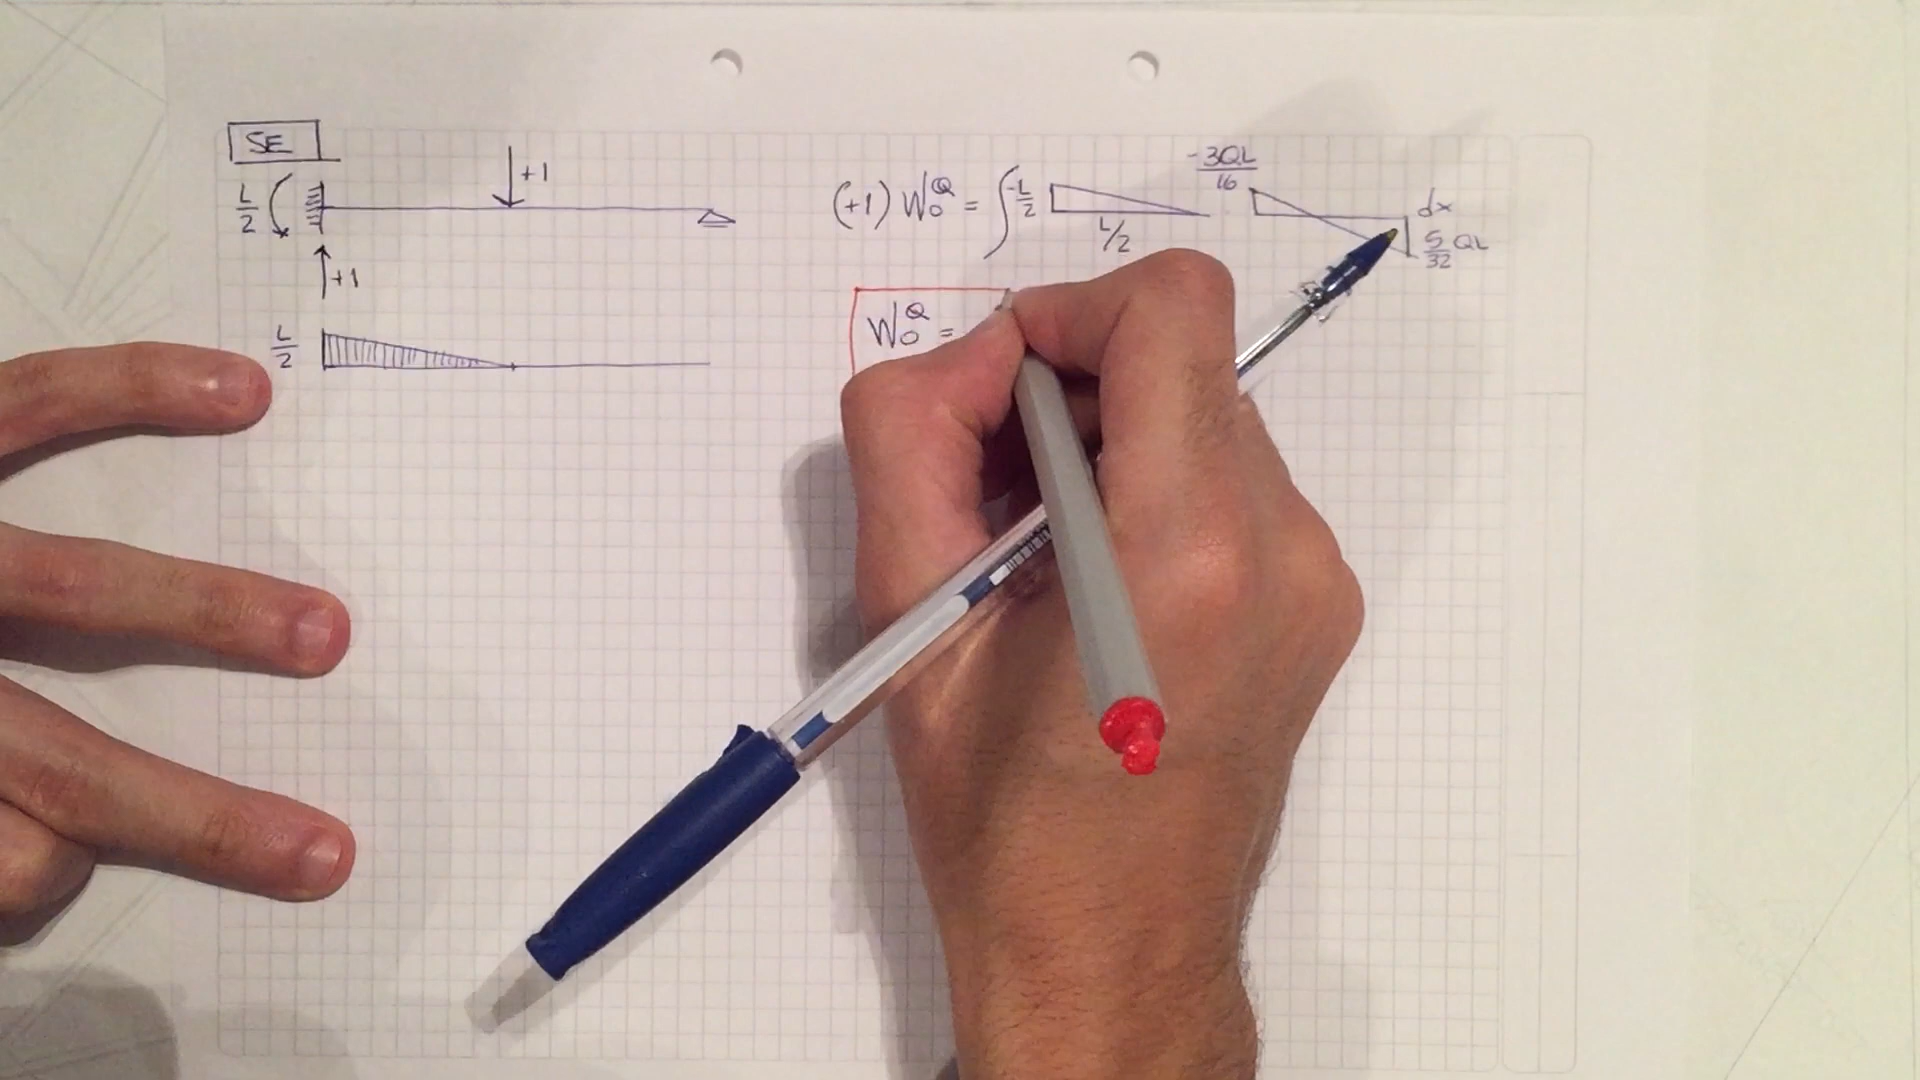 SE
+1
L/2
+1
L/2
(+1) W₀^Q = ∫ -L/2 L/2 -3QL/16 dx 5/32 QL
W₀^Q =